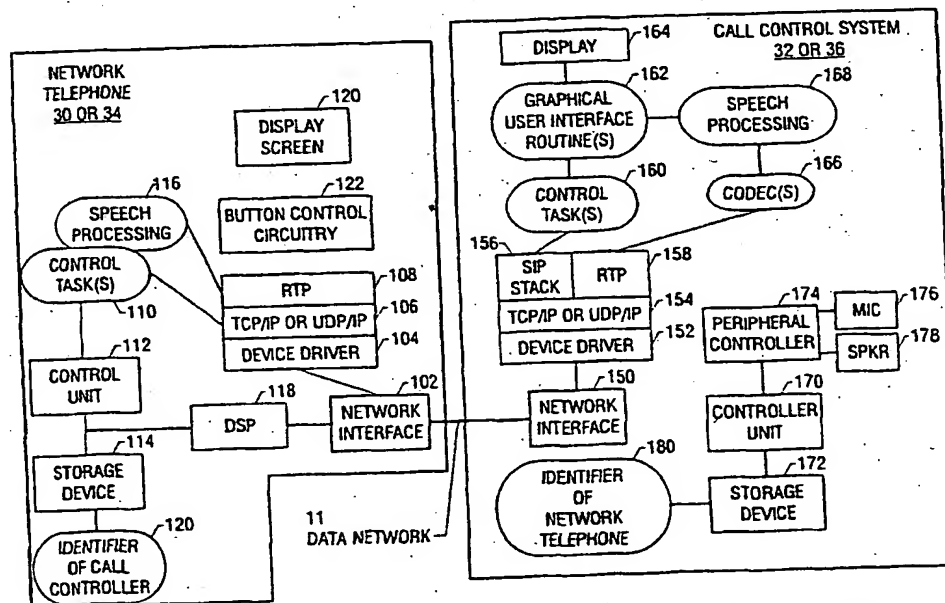 NETWORK
TELEPHONE
30 OR 34
120
DISPLAY
SCREEN
116
SPEECH
PROCESSING
122
BUTTON CONTROL
CIRCUITRY
CONTROL
TASK(S)
110
RTP
108
TCP/IP OR UDP/IP
106
DEVICE DRIVER
104
112
CONTROL
UNIT
118
DSP
102
NETWORK
INTERFACE
114
STORAGE
DEVICE
120
IDENTIFIER
OF CALL
CONTROLLER
11
DATA NETWORK
CALL CONTROL SYSTEM
32 OR 36
DISPLAY
164
162
GRAPHICAL
USER INTERFACE
ROUTINE(S)
168
SPEECH
PROCESSING
160
CONTROL
TASK(S)
166
CODEC(S)
156
SIP
STACK
RTP
158
TCP/IP OR UDP/IP
154
DEVICE DRIVER
152
150
NETWORK
INTERFACE
174
PERIPHERAL
CONTROLLER
MIC
176
SPKR
178
170
CONTROLLER
UNIT
172
STORAGE
DEVICE
180
IDENTIFIER
OF
NETWORK
TELEPHONE